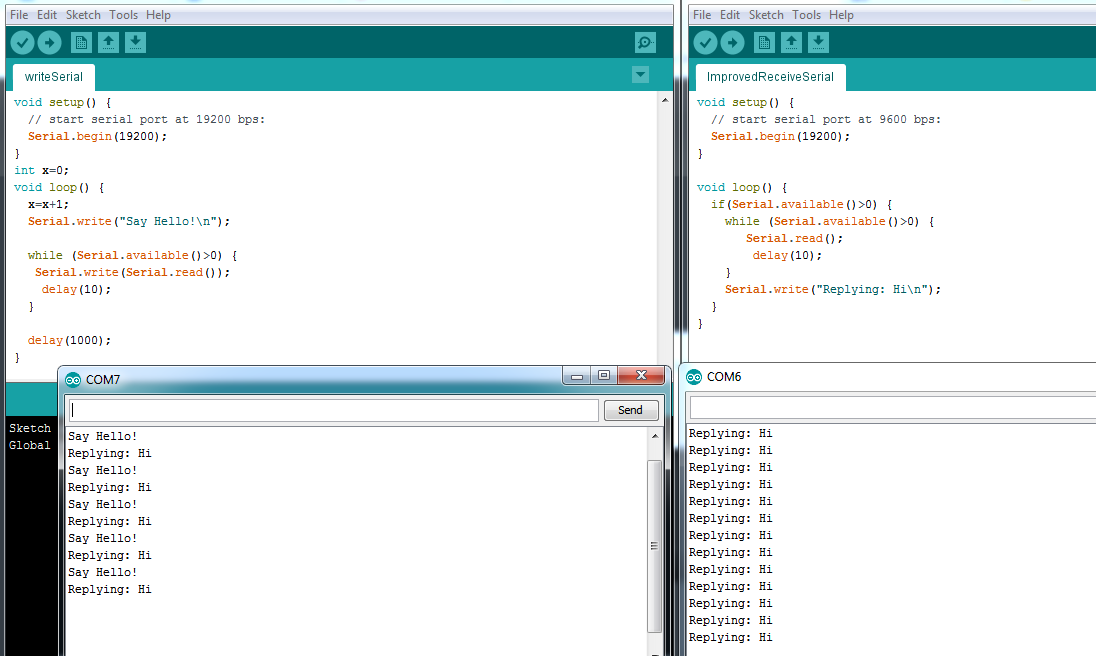 File Edit Sketch Tools Help
writeSerial
void setup() {
  // start serial port at 19200 bps:
  Serial.begin(19200);
}
int x=0;
void loop() {
  x=x+1;
  Serial.write("Say Hello!\n");
  while (Serial.available()>0) {
   Serial.write(Serial.read());
    delay(10);
  }
  delay(1000);
}
Sketch
Global
COM7
Send
Say Hello!
Replying: Hi
Say Hello!
Replying: Hi
Say Hello!
Replying: Hi
Say Hello!
Replying: Hi
Say Hello!
Replying: Hi
File Edit Sketch Tools Help
ImprovedReceiveSerial
void setup() {
  // start serial port at 9600 bps:
  Serial.begin(19200);
}
void loop() {
  if(Serial.available()>0) {
    while (Serial.available()>0) {
       Serial.read();
        delay(10);
    }
    Serial.write("Replying: Hi\n");
  }
}
COM6
Replying: Hi
Replying: Hi
Replying: Hi
Replying: Hi
Replying: Hi
Replying: Hi
Replying: Hi
Replying: Hi
Replying: Hi
Replying: Hi
Replying: Hi
Replying: Hi
Replying: Hi